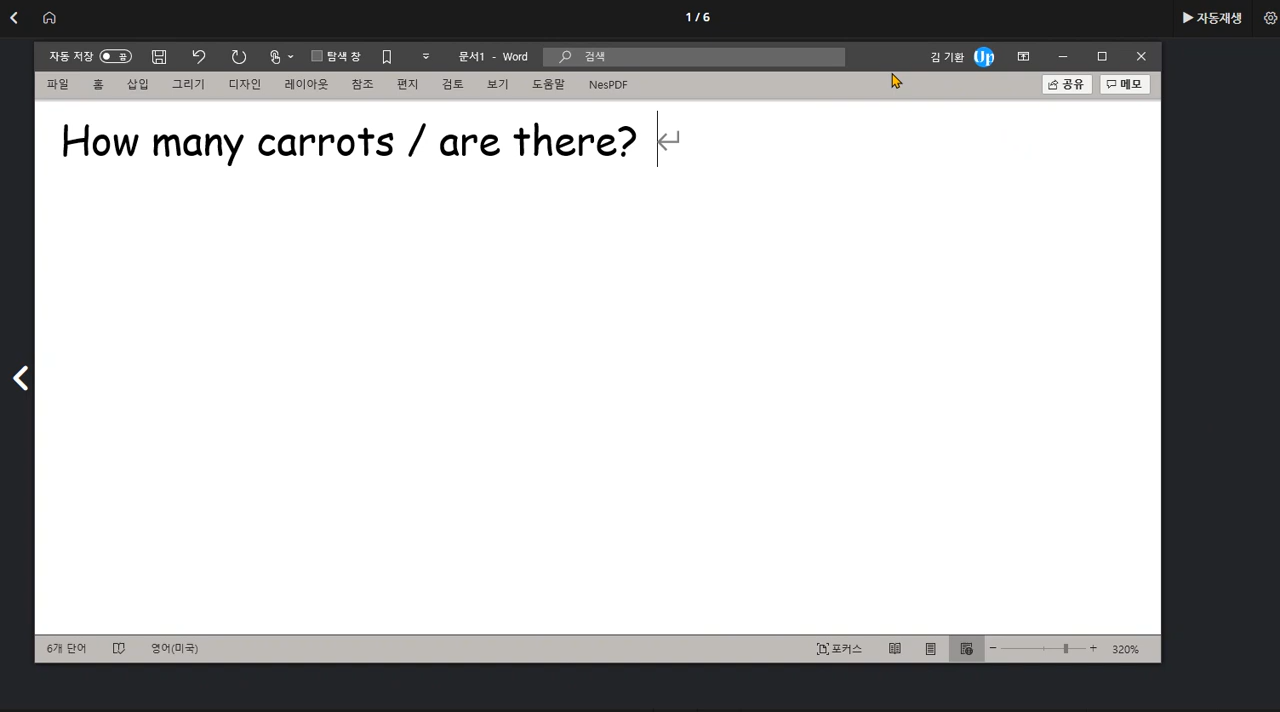 1 / 6
자동재생
자동 저장 끔 탐색 창 문서1 - Word 검색 김 기환 Up
파일 홈 삽입 그리기 디자인 레이아웃 참조 편지 검토 보기 도움말 NesPDF 공유 메모
How many carrots / are there?
6개 단어 영어(미국) 포커스 320%